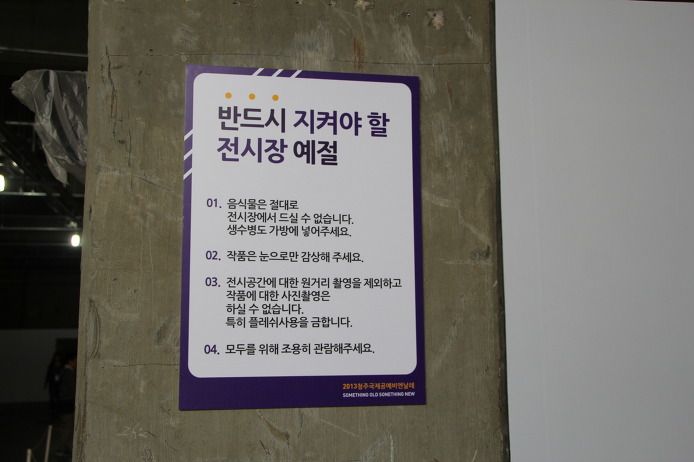 반드시 지켜야 할
전시장 예절
01. 음식물은 절대로
전시장에서 드실 수 없습니다.
생수병도 가방에 넣어주세요.
02. 작품은 눈으로만 감상해 주세요.
03. 전시공간에 대한 원거리 촬영을 제외하고
작품에 대한 사진촬영은
하실 수 없습니다.
특히 플레쉬사용을 금합니다.
04. 모두를 위해 조용히 관람해주세요.
2013청주국제공예비엔날레
SOMETHING OLD SOMETHING NEW